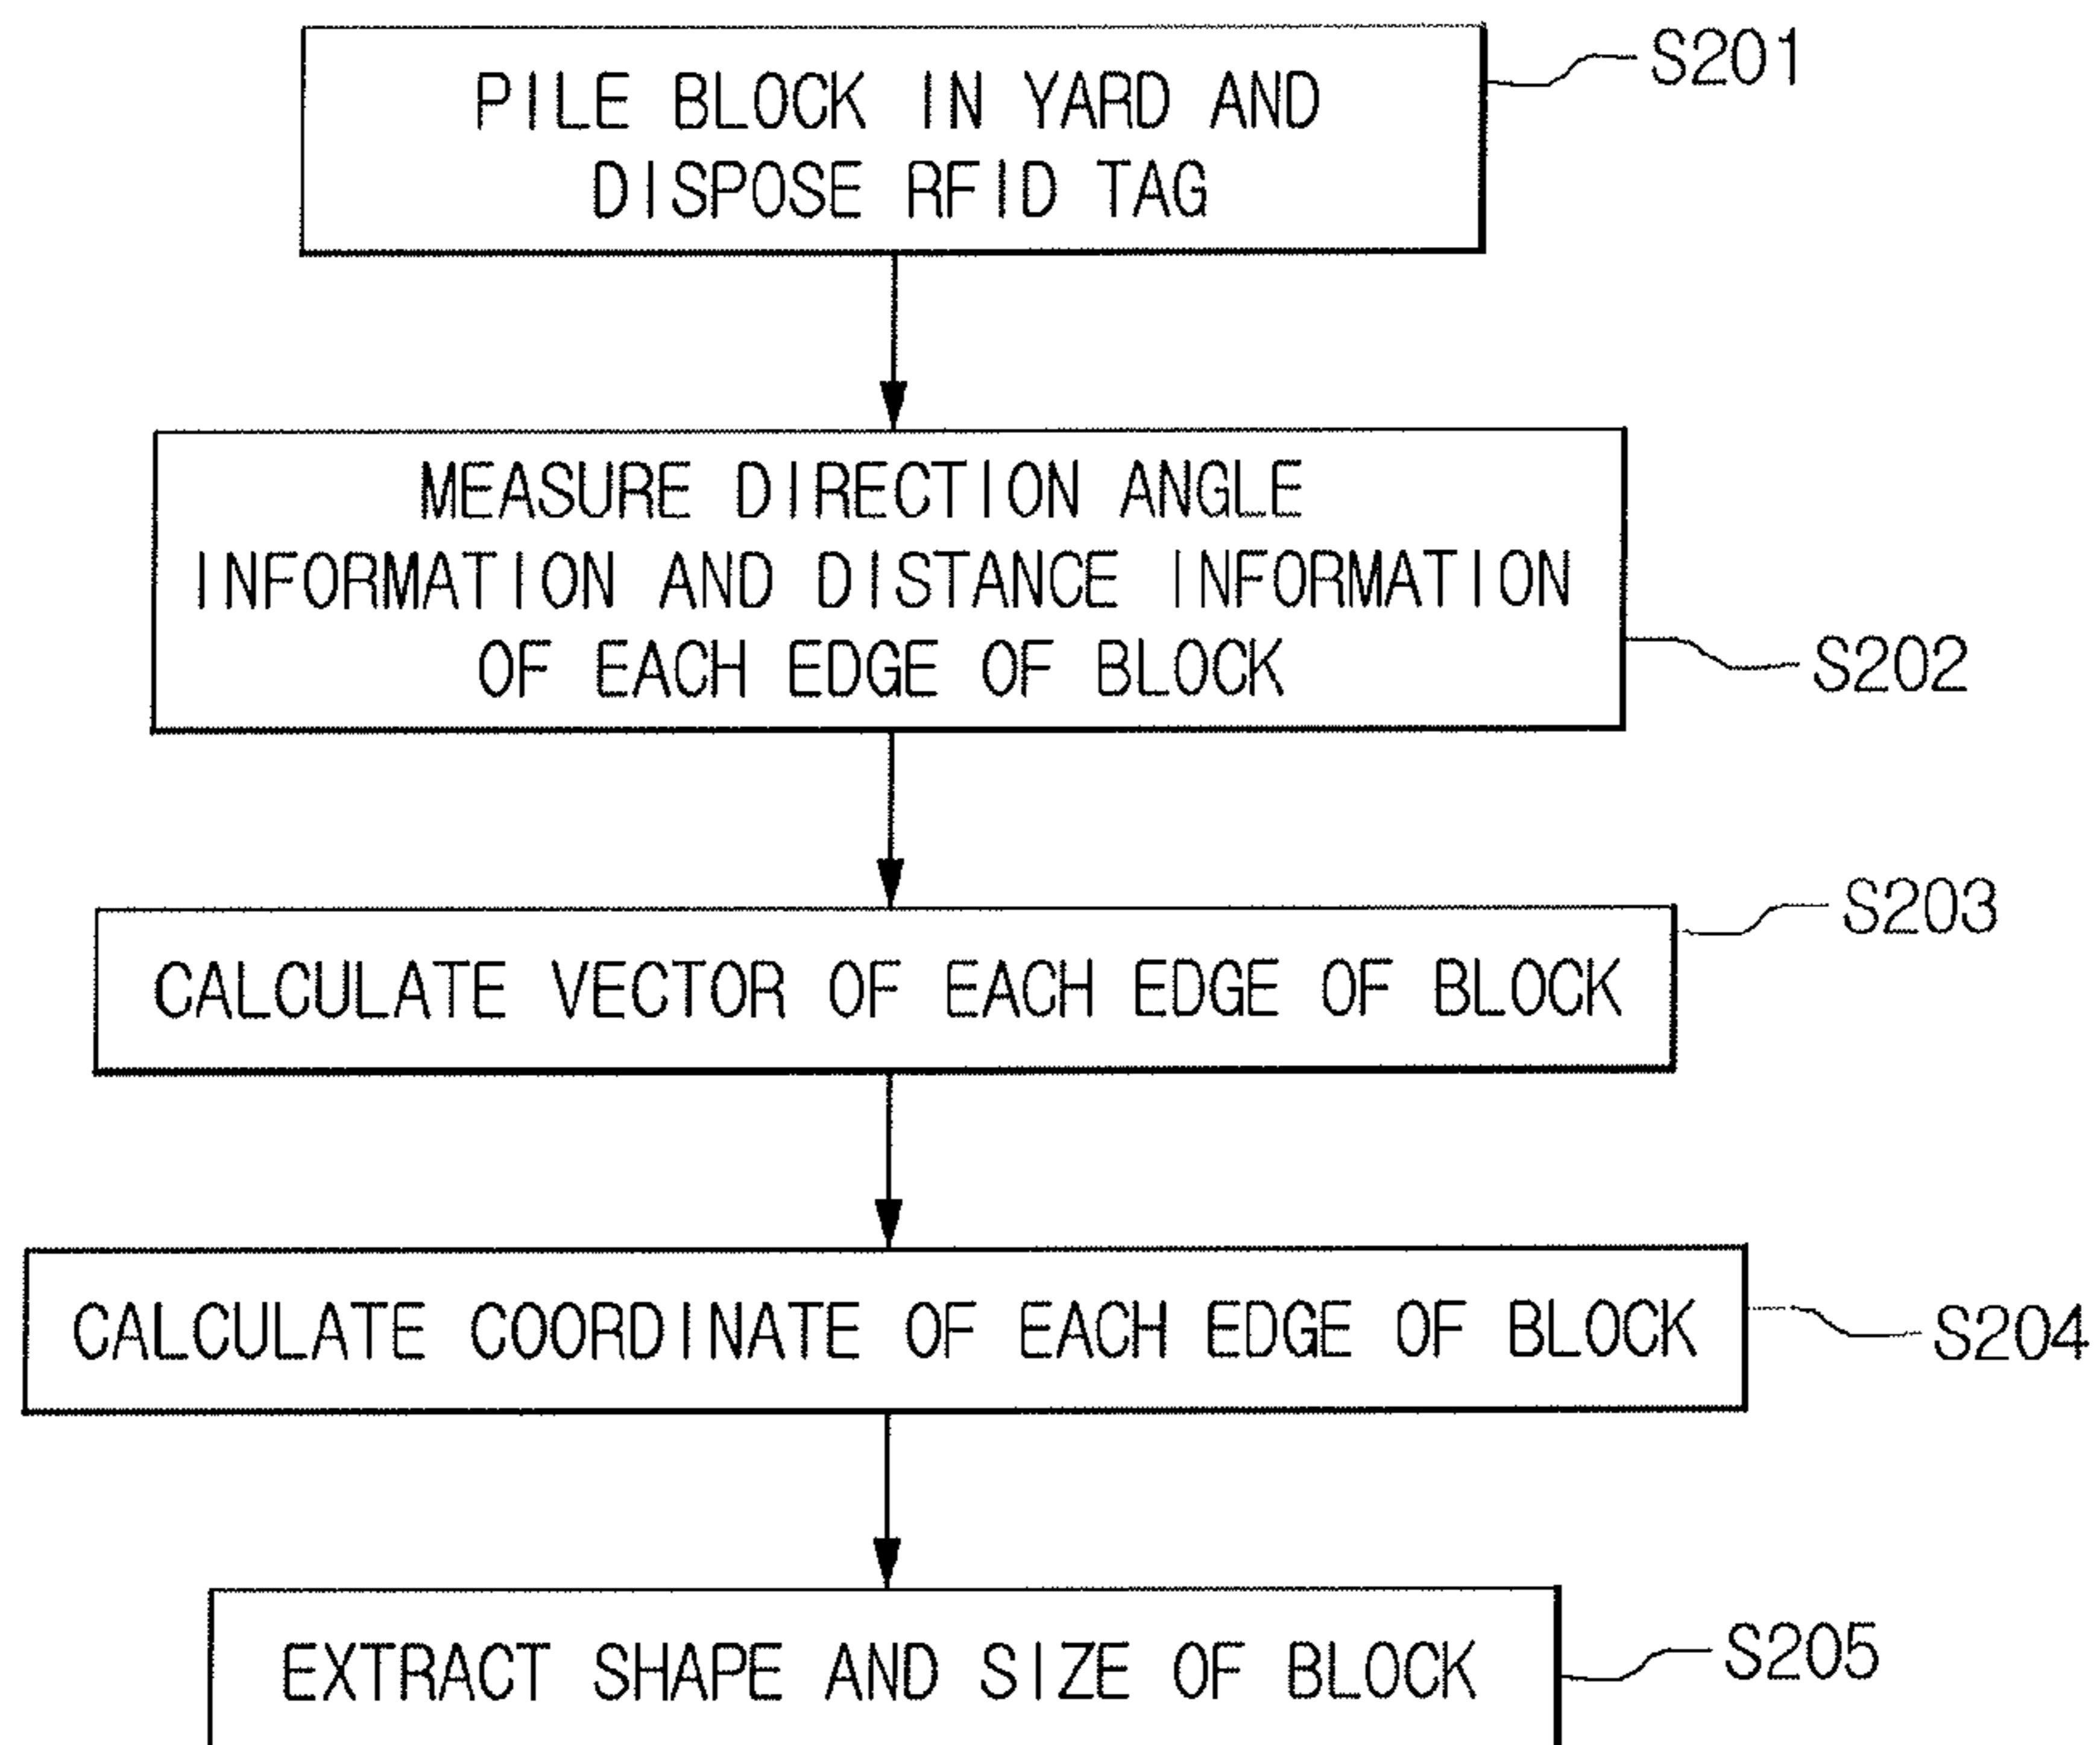 PILE BLOCK IN YARD AND
DISPOSE RFID TAG
S201
MEASURE DIRECTION ANGLE
INFORMATION AND DISTANCE INFORMATION
OF EACH EDGE OF BLOCK
S202
CALCULATE VECTOR OF EACH EDGE OF BLOCK
S203
CALCULATE COORDINATE OF EACH EDGE OF BLOCK
S204
EXTRACT SHAPE AND SIZE OF BLOCK
S205